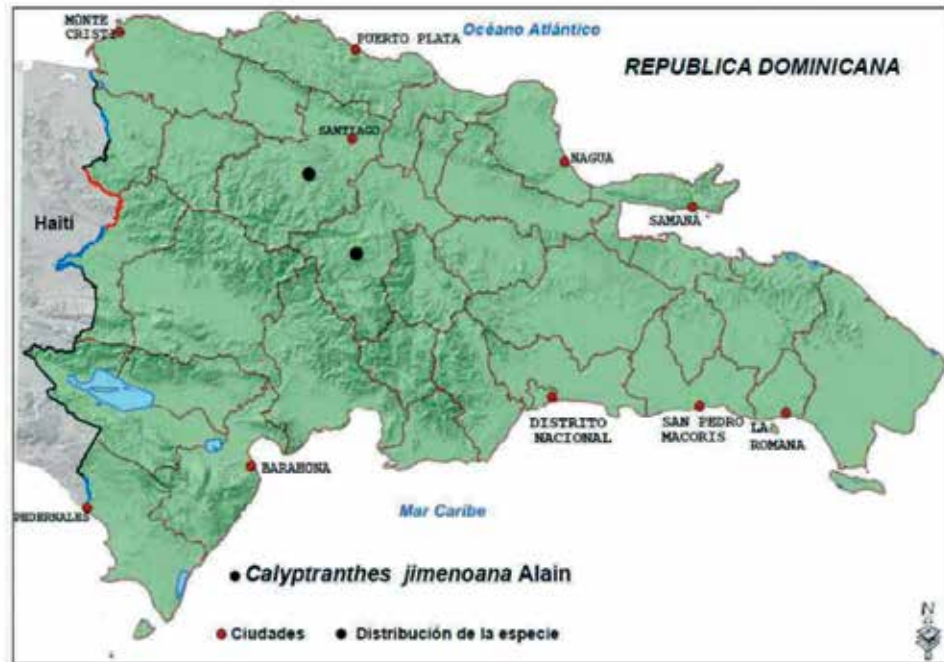 MONTE
CRISTI
PUERTO PLATA
Océano Atlántico
REPUBLICA DOMINICANA
SANTIAGO
NAGUA
SAMANA
Haití
DISTRITO
NACIONAL
SAN PEDRO
MACORIS
LA
ROMANA
BARAHONA
Mar Caribe
PEDERNALES
Calyptranthes jimenoana Alain
Ciudades
Distribución de la especie
N